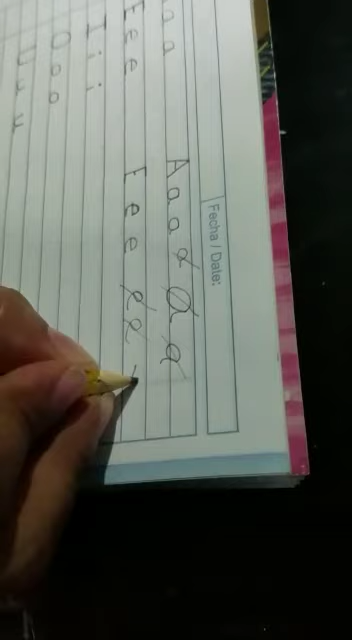 Fecha / Date:
a a A a a a a a
E e e E e e e e
I i i
O o o
U u u